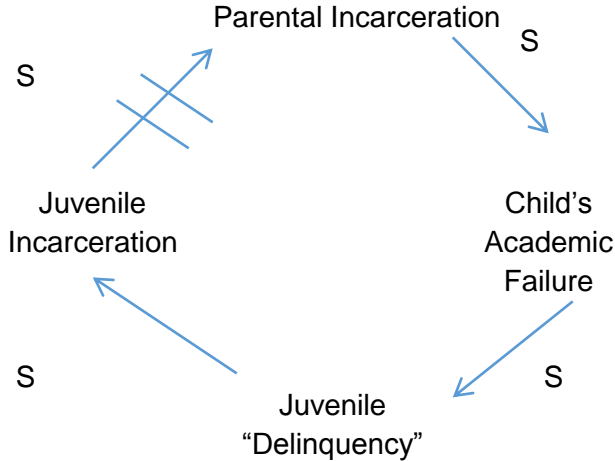 Parental Incarceration
S
S
Juvenile
Incarceration
Child’s
Academic
Failure
S
S
Juvenile
“Delinquency”